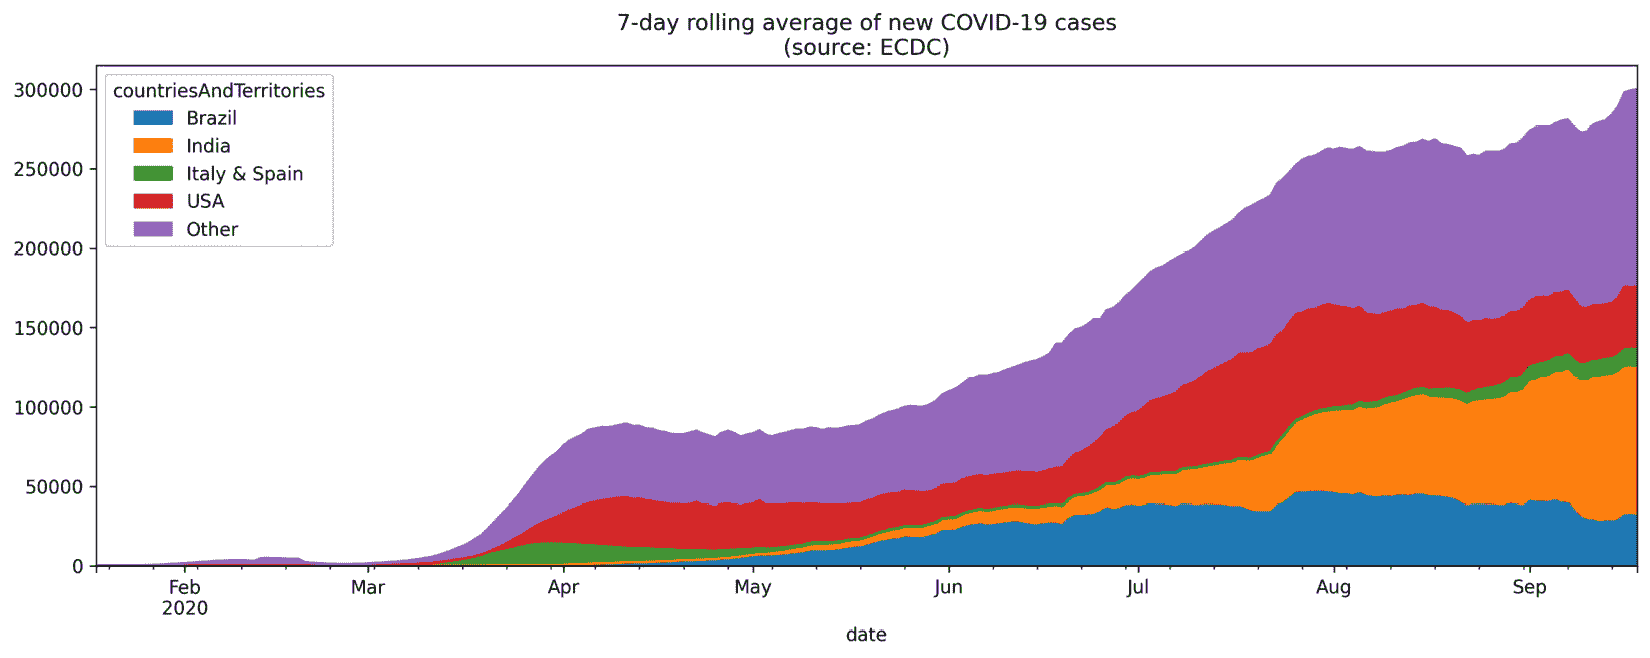 7-day rolling average of new COVID-19 cases
(source: ECDC)
countriesAndTerritories
Brazil
India
Italy & Spain
USA
Other
300000
250000
200000
150000
100000
50000
0
Feb Mar Apr May Jun Jul Aug Sep
2020
date